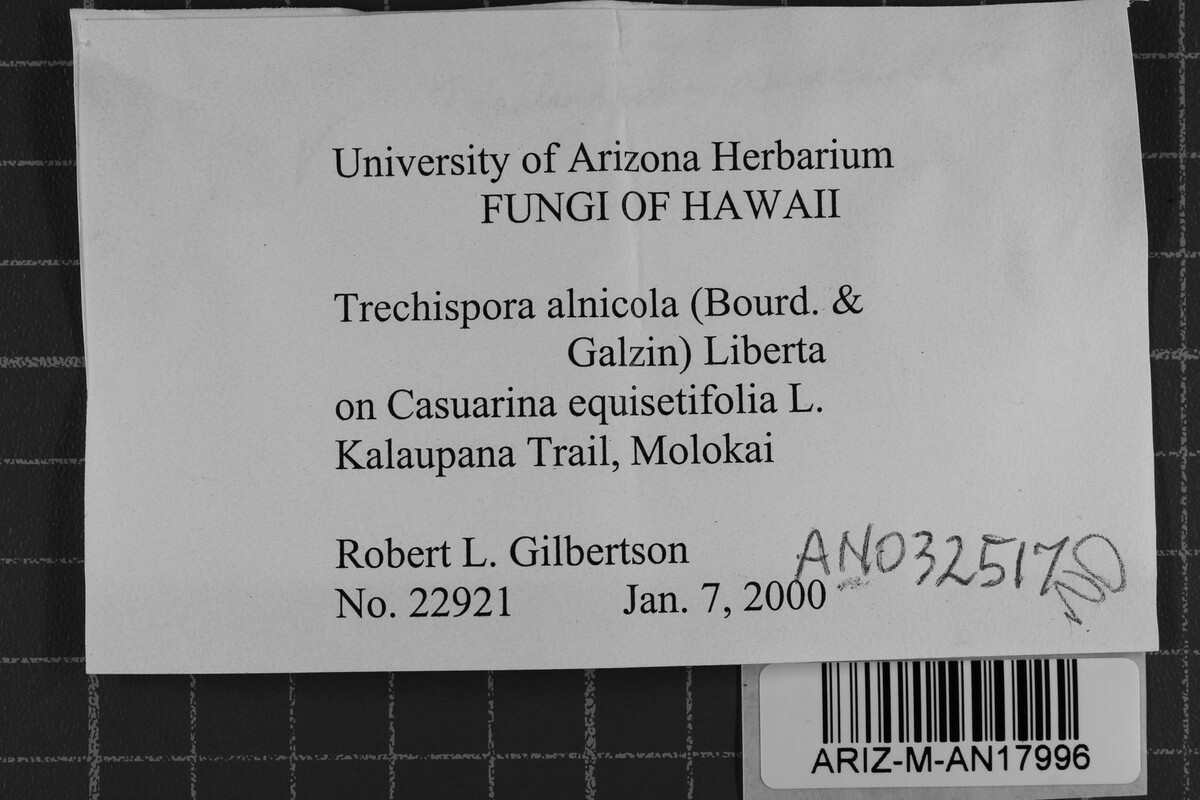 University of Arizona Herbarium
FUNGI OF HAWAII
Trechispora alnicola (Bourd. &
Galzin) Liberta
on Casuarina equisetifolia L.
Kalaupana Trail, Molokai
Robert L. Gilbertson
No. 22921 Jan. 7, 2000
AN032517
ARIZ-M-AN17996